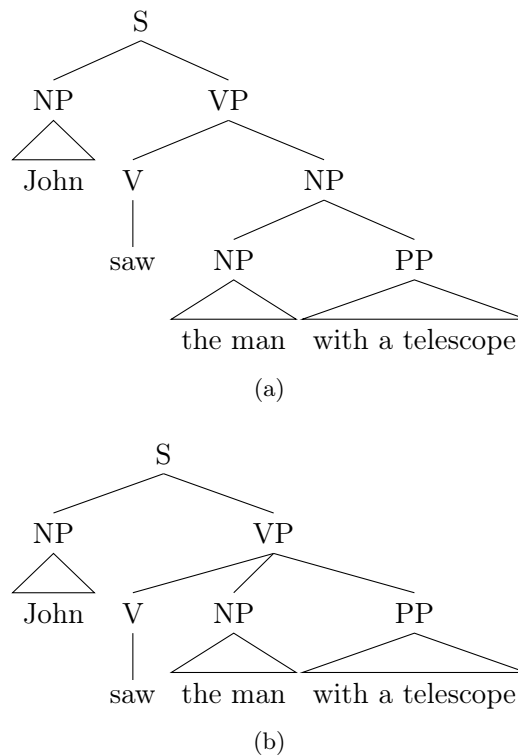 S
NP VP
John V NP
saw NP PP
the man with a telescope
(a)
S
NP VP
John V NP PP
saw the man with a telescope
(b)